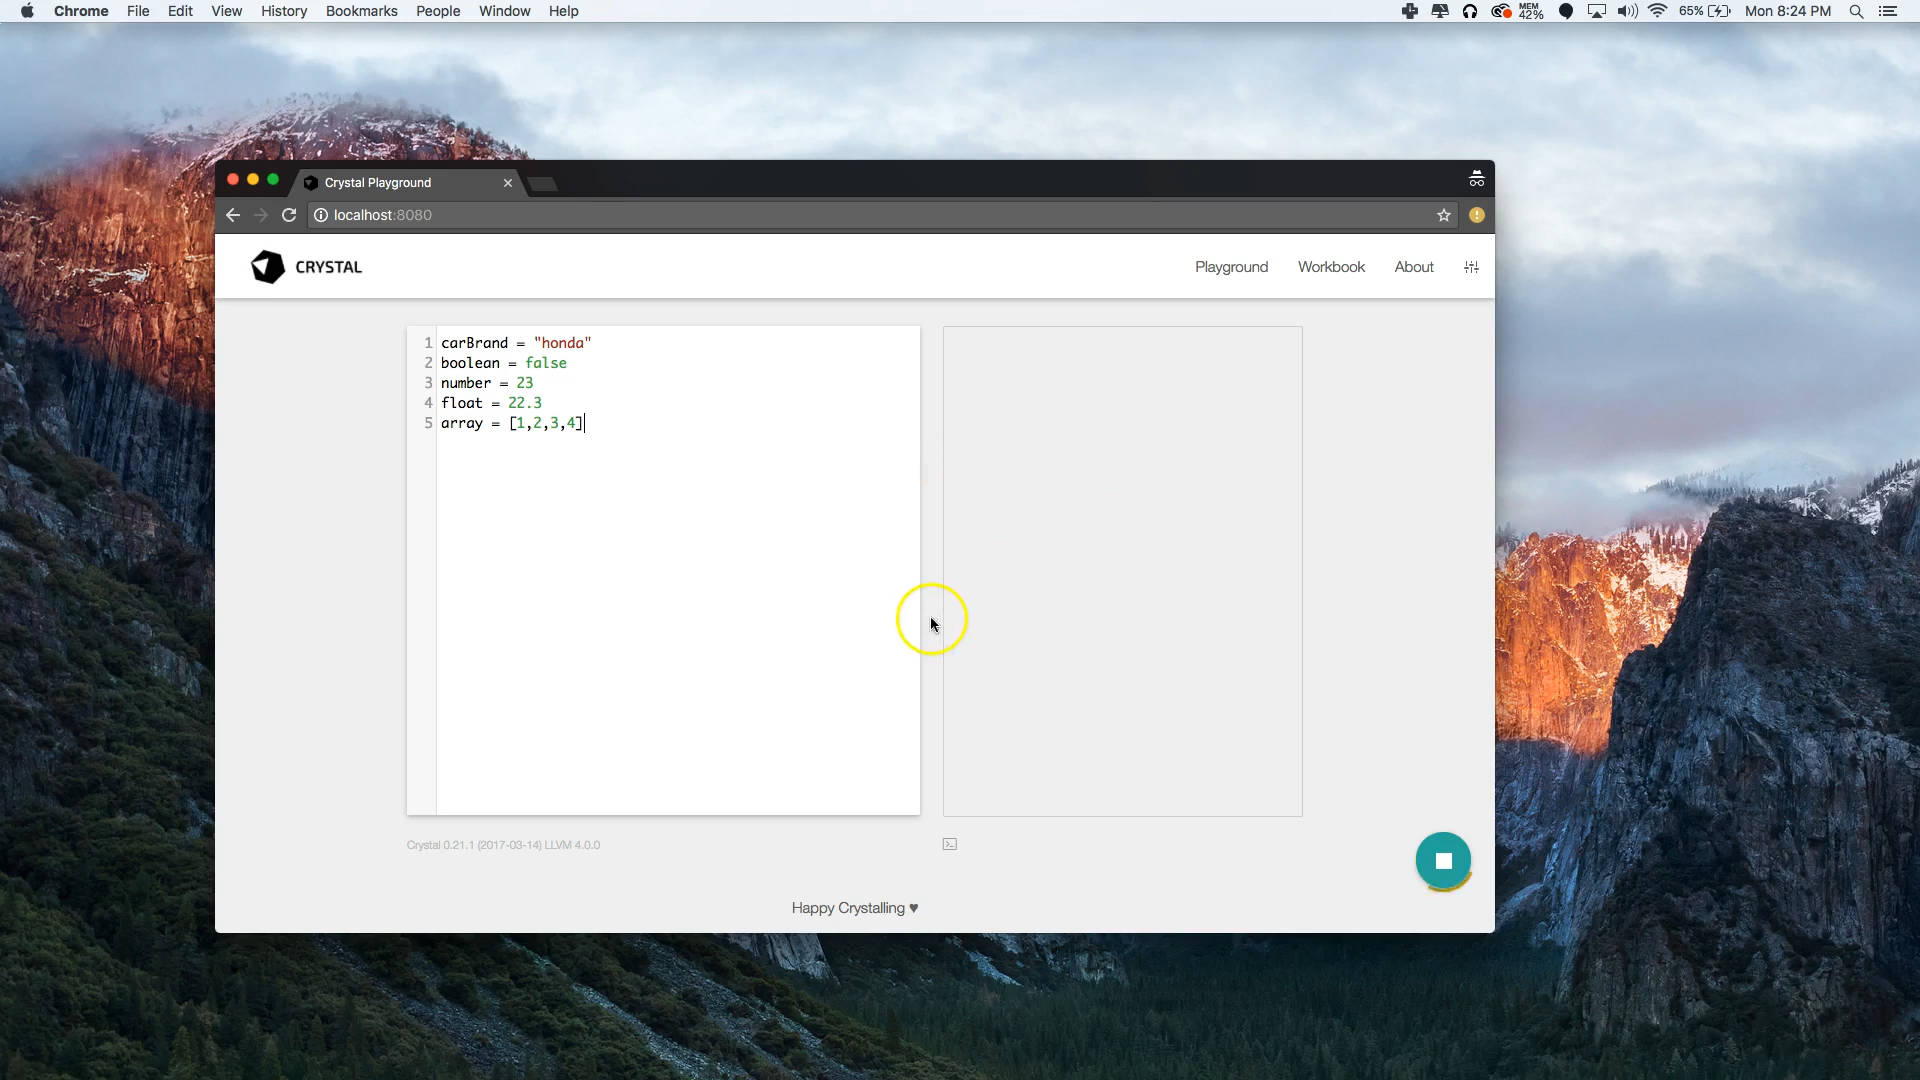 Chrome File Edit View History Bookmarks People Window Help
MEM 42% 65% Mon 8:24 PM
Crystal Playground
localhost:8080
CRYSTAL
Playground Workbook About
1 carBrand = "honda"
2 boolean = false
3 number = 23
4 float = 22.3
5 array = [1,2,3,4]
Crystal 0.21.1 (2017-03-14) LLVM 4.0.0
Happy Crystalling ♥